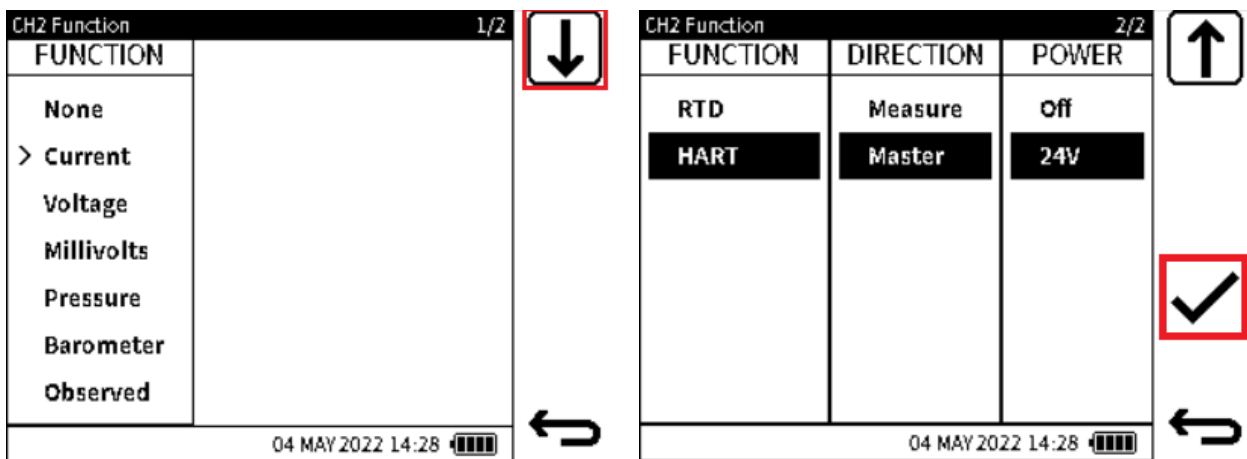 CH2 Function 1/2
FUNCTION
None
> Current
Voltage
Millivolts
Pressure
Barometer
Observed
04 MAY 2022 14:28
CH2 Function 2/2
FUNCTION DIRECTION POWER
RTD Measure Off
HART Master 24V
04 MAY 2022 14:28